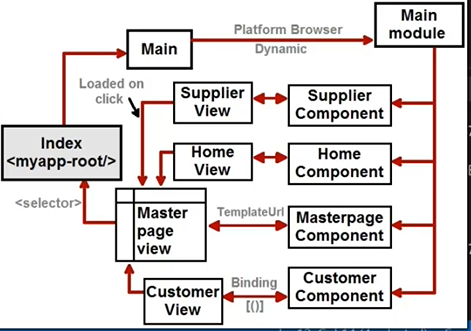 Main
Platform Browser
Dynamic
Main
module
Loaded on
click
Supplier
View
Supplier
Component
Index
<myapp-root/>
Home
View
Home
Component
<selector>
Master
page
view
TemplateUrl
Masterpage
Component
Customer
View
Binding
[()]
Customer
Component